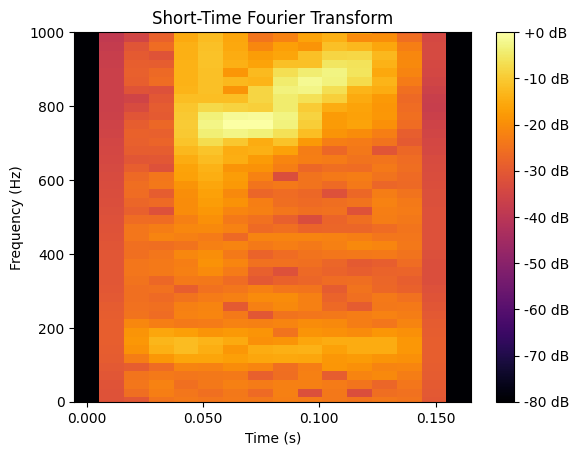 Short-Time Fourier Transform
Frequency (Hz)
1000
800
600
400
200
0
0.000
0.050
0.100
0.150
Time (s)
+0 dB
-10 dB
-20 dB
-30 dB
-40 dB
-50 dB
-60 dB
-70 dB
-80 dB